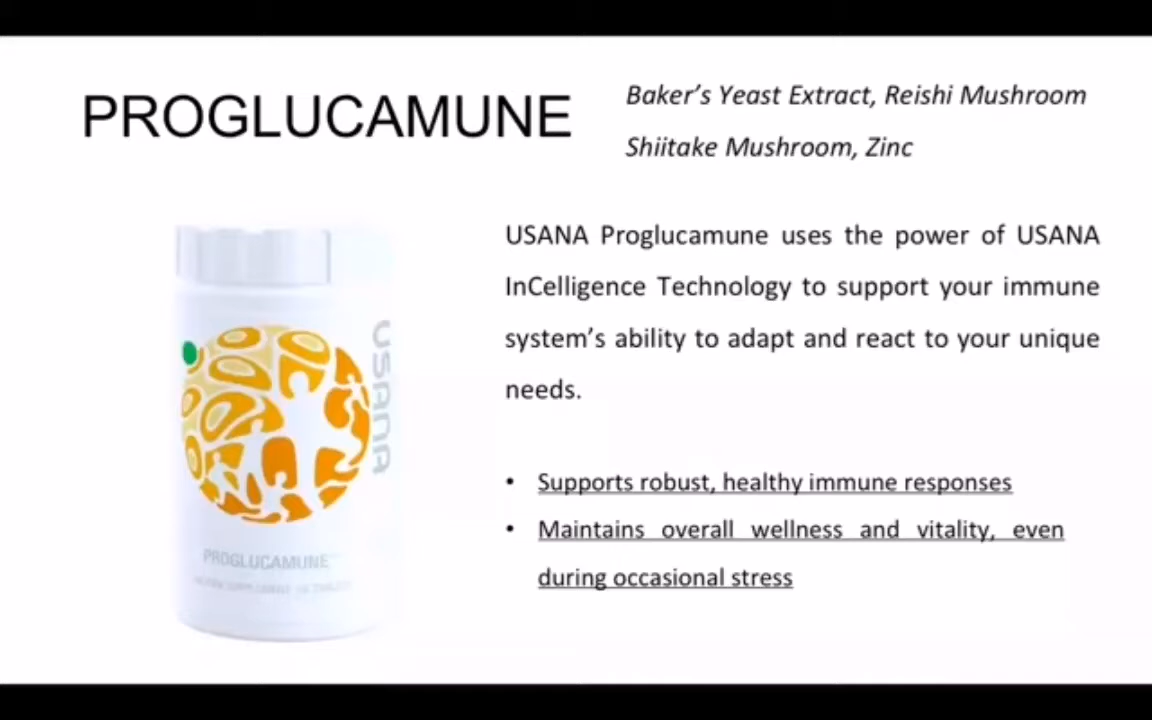 PROGLUCAMUNE
Baker's Yeast Extract, Reishi Mushroom
Shiitake Mushroom, Zinc
USANA Proglucamune uses the power of USANA
InCelligence Technology to support your immune
system's ability to adapt and react to your unique
needs.
• Supports robust, healthy immune responses
• Maintains overall wellness and vitality, even
during occasional stress
USANA
PROGLUCAMUNE™